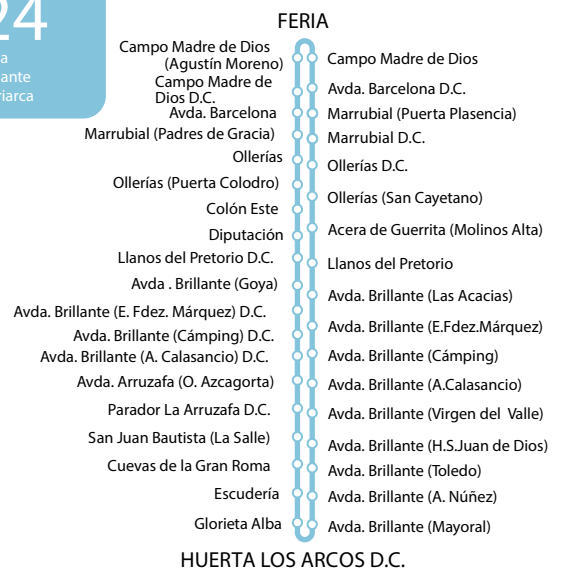 24
FERIA
Campo Madre de Dios
(Agustín Moreno)
Campo Madre de
Dios D.C.
Avda. Barcelona
Marrubial (Padres de Gracia)
Ollerías
Ollerías (Puerta Colodro)
Colón Este
Diputación
Llanos del Pretorio D.C.
Avda . Brillante (Goya)
Avda. Brillante (E. Fdez. Márquez) D.C.
Avda. Brillante (Cámping) D.C.
Avda. Brillante (A. Calasancio) D.C.
Avda. Arruzafa (O. Azcagorta)
Parador La Arruzafa D.C.
San Juan Bautista (La Salle)
Cuevas de la Gran Roma
Escudería
Glorieta Alba
Campo Madre de Dios
Avda. Barcelona D.C.
Marrubial (Puerta Plasencia)
Marrubial D.C.
Ollerías D.C.
Ollerías (San Cayetano)
Acera de Guerrita (Molinos Alta)
Llanos del Pretorio
Avda. Brillante (Las Acacias)
Avda. Brillante (E.Fdez.Márquez)
Avda. Brillante (Cámping)
Avda. Brillante (A.Calasancio)
Avda. Brillante (Virgen del Valle)
Avda. Brillante (H.S.Juan de Dios)
Avda. Brillante (Toledo)
Avda. Brillante (A. Núñez)
Avda. Brillante (Mayoral)
HUERTA LOS ARCOS D.C.